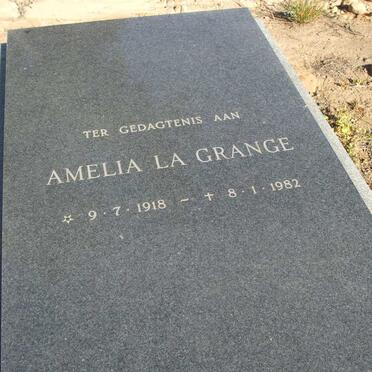 TER GEDAGTENIS AAN
AMELIA LA GRANGE
☆ 9·7·1918 ~ † 8·1·1982